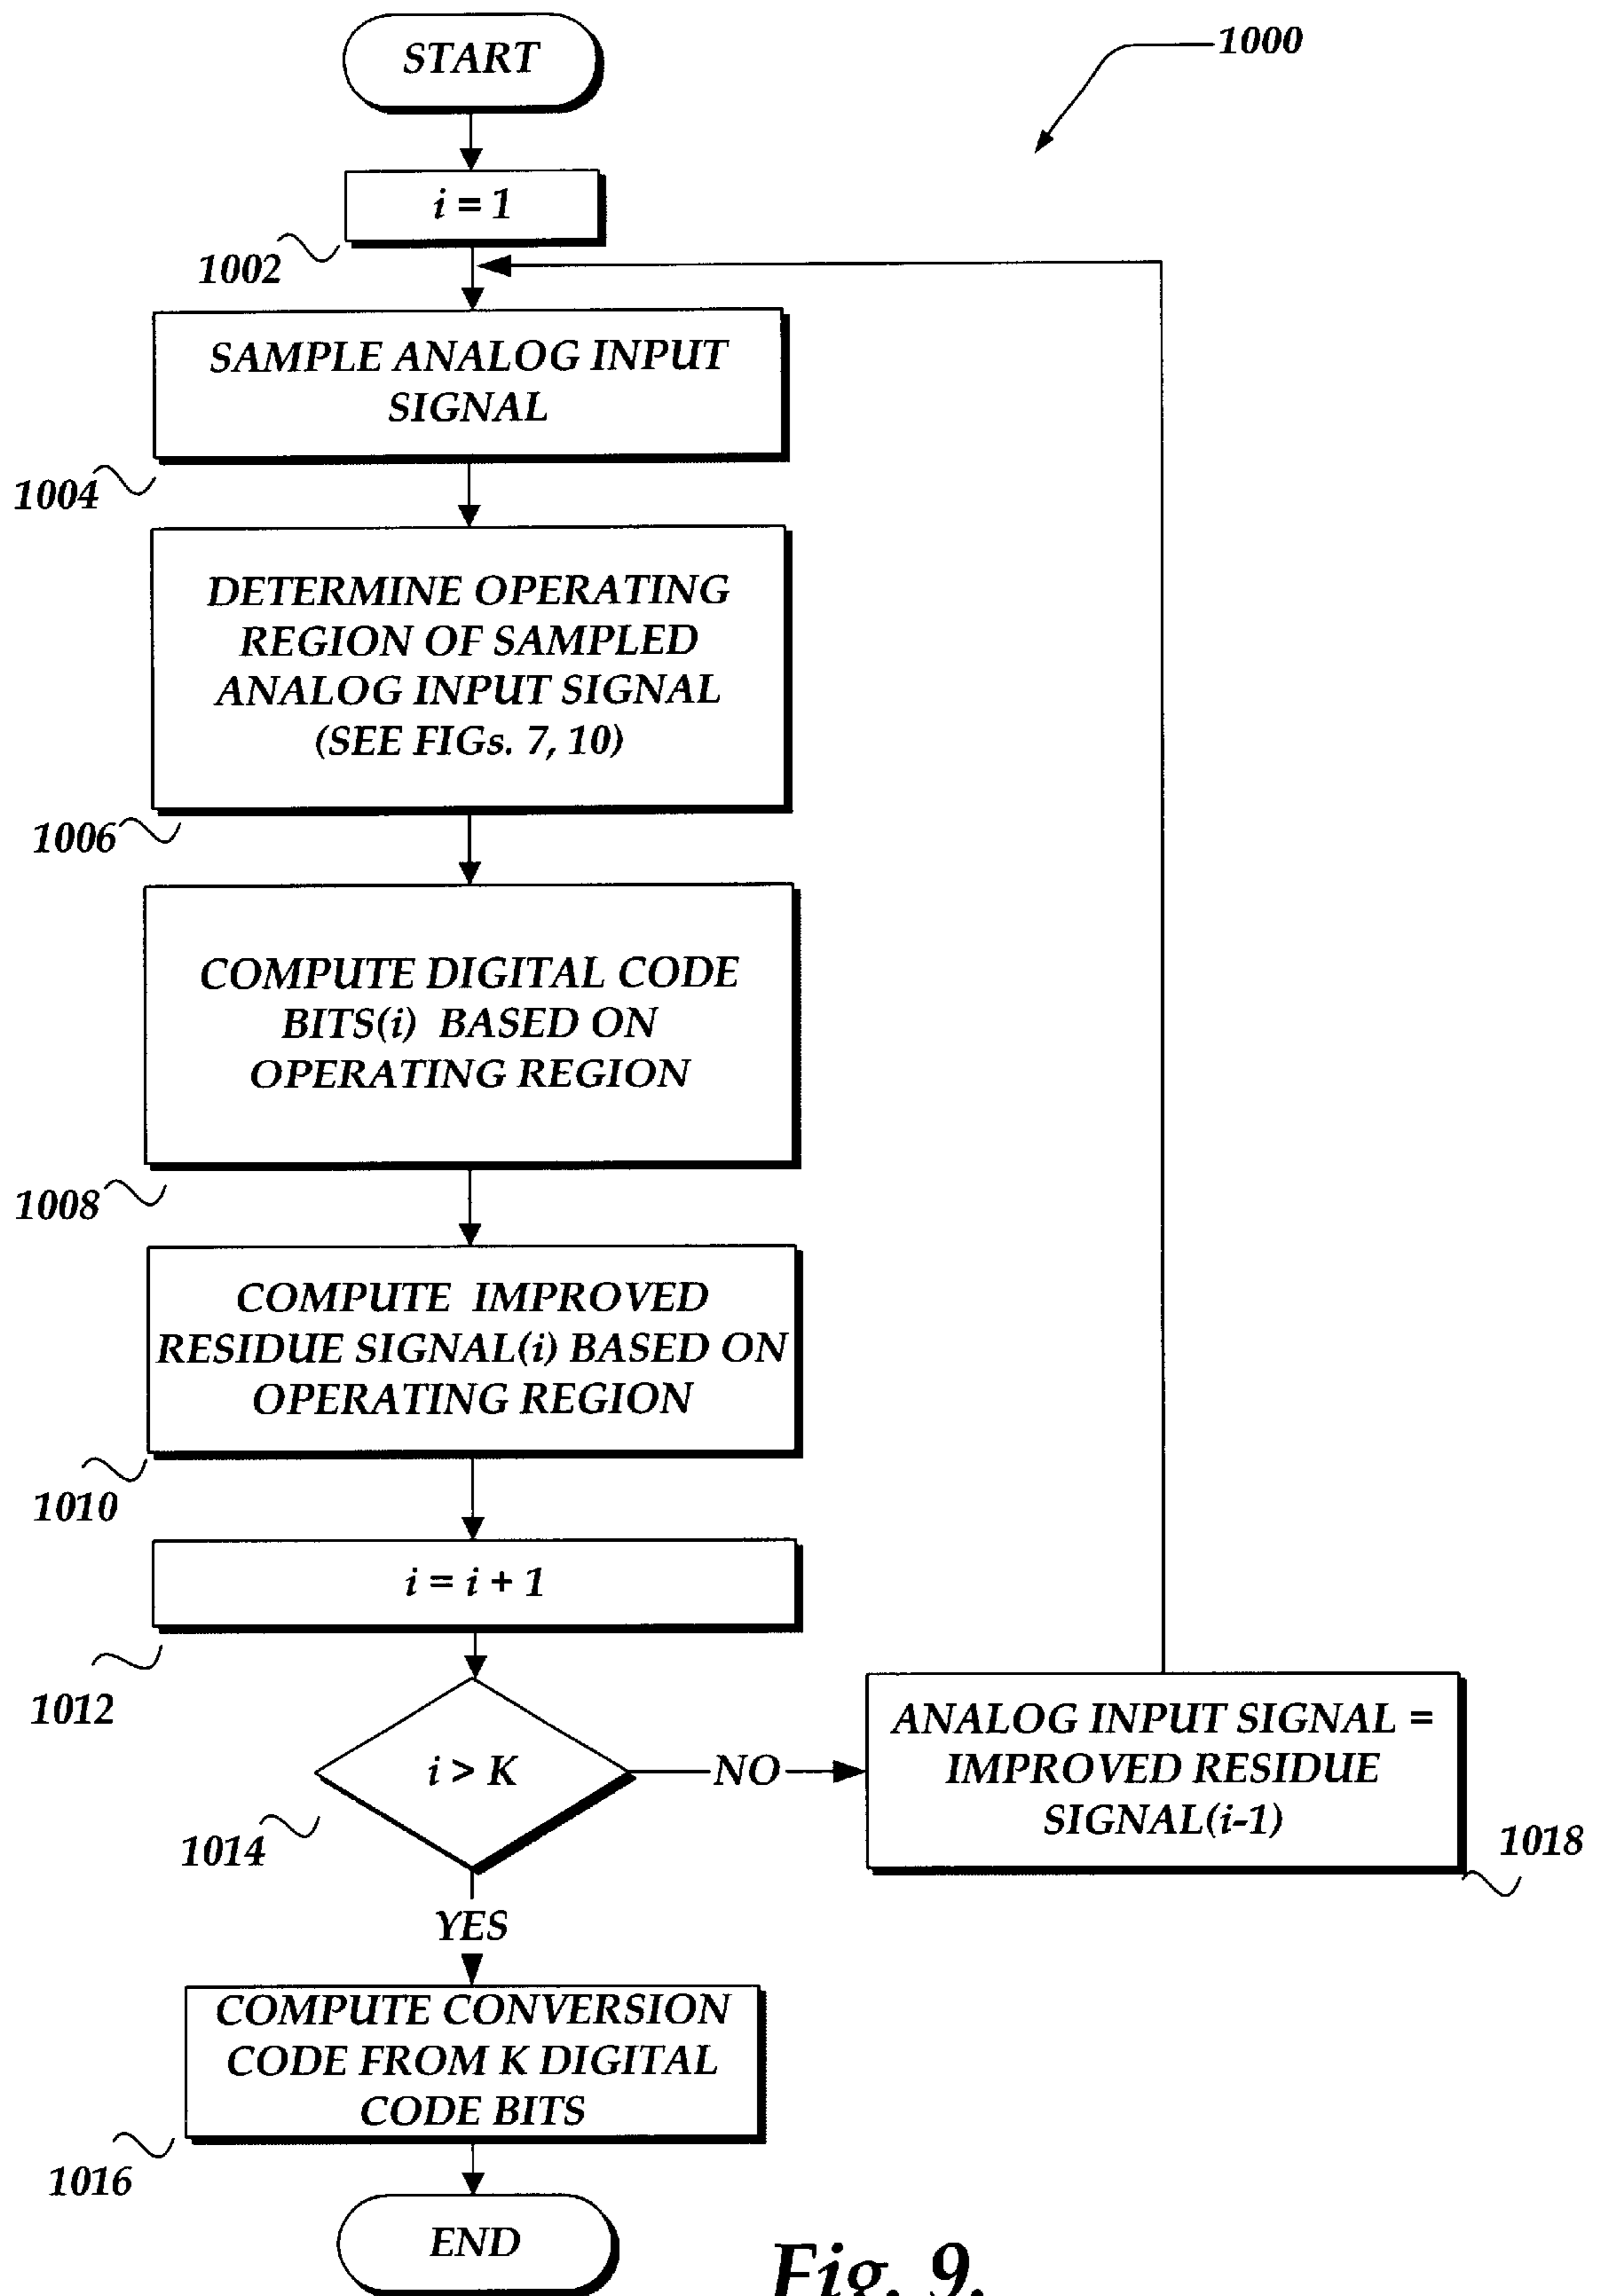 START
1000
i = 1
1002
SAMPLE ANALOG INPUT
SIGNAL
1004
DETERMINE OPERATING
REGION OF SAMPLED
ANALOG INPUT SIGNAL
(SEE FIGs. 7, 10)
1006
COMPUTE DIGITAL CODE
BITS(i) BASED ON
OPERATING REGION
1008
COMPUTE IMPROVED
RESIDUE SIGNAL(i) BASED ON
OPERATING REGION
1010
i = i + 1
1012
i > K
NO
1014
ANALOG INPUT SIGNAL =
IMPROVED RESIDUE
SIGNAL(i-1)
1018
YES
COMPUTE CONVERSION
CODE FROM K DIGITAL
CODE BITS
1016
END
Fig. 9.